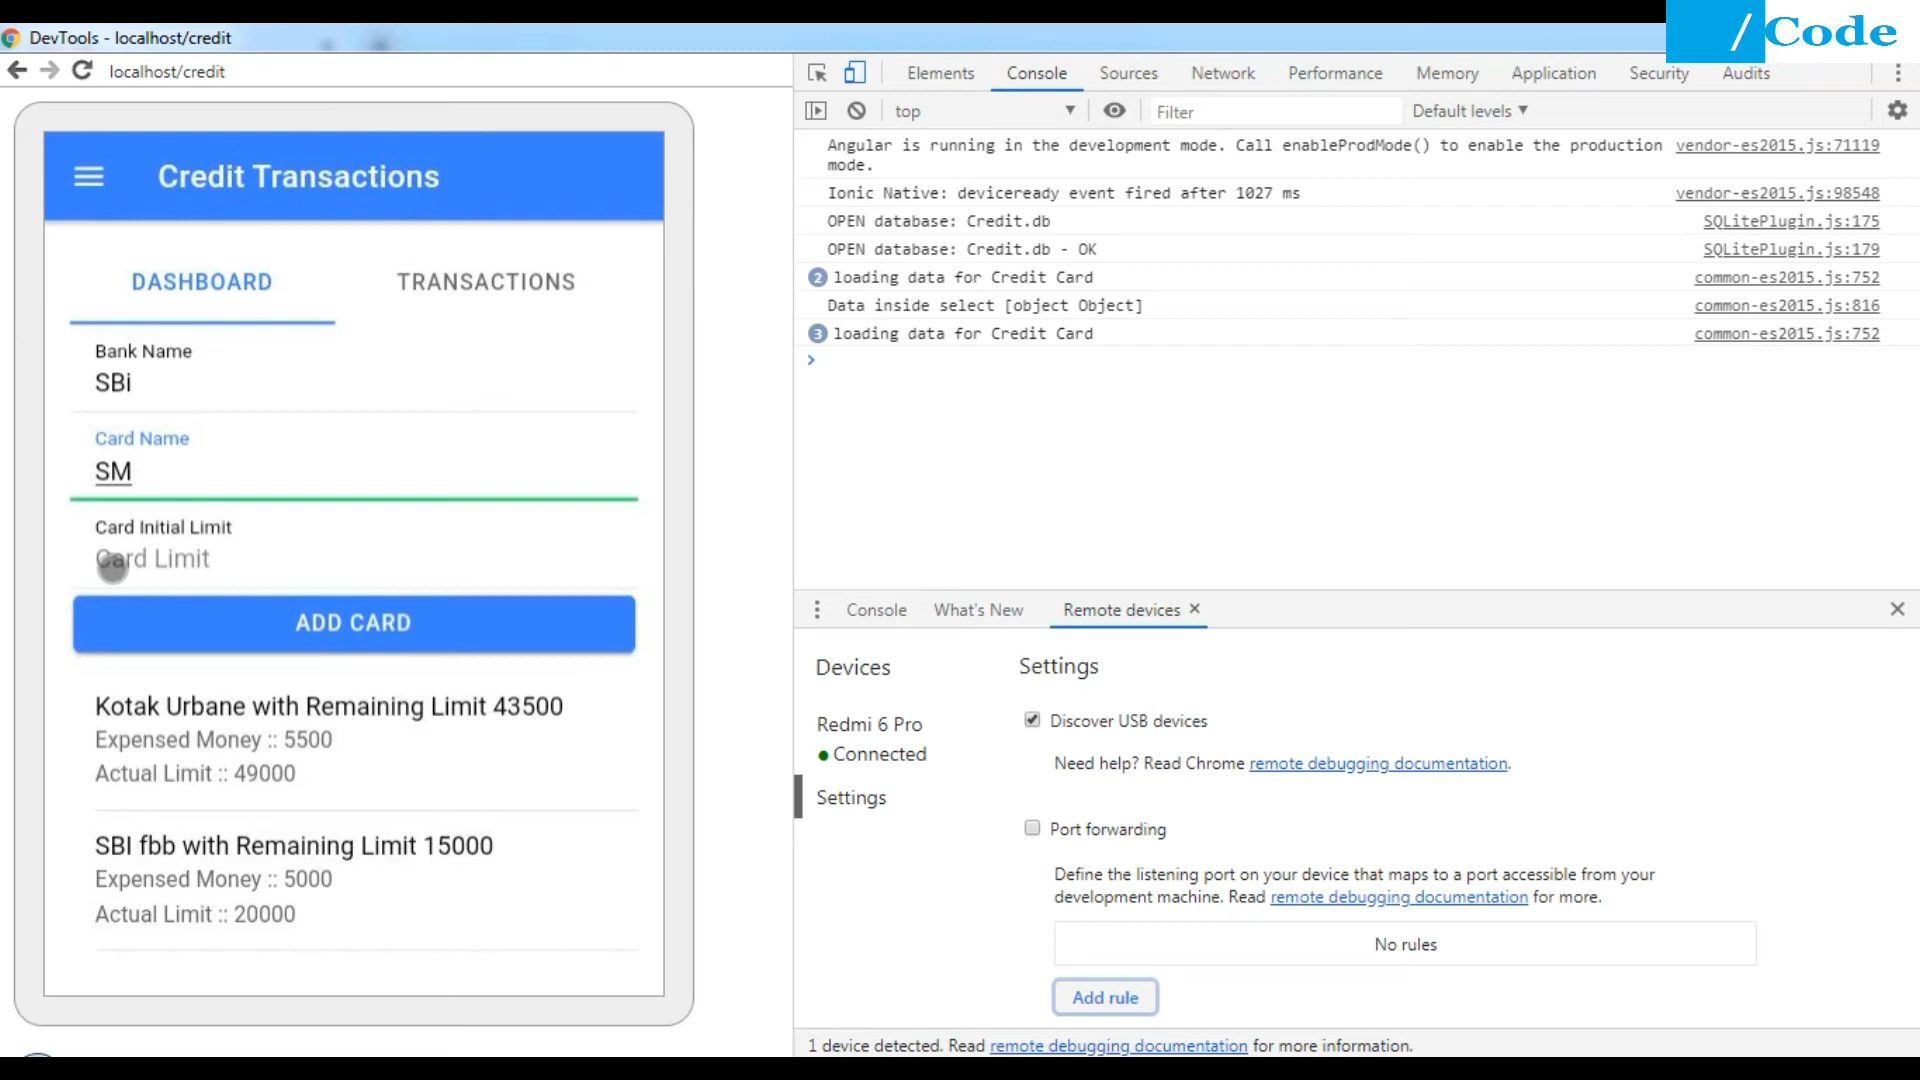 /Code
DevTools - localhost/credit
localhost/credit
Elements Console Sources Network Performance Memory Application Security Audits
top Filter Default levels
Credit Transactions
DASHBOARD TRANSACTIONS
Bank Name
SBi
Card Name
SM
Card Initial Limit
Card Limit
ADD CARD
Kotak Urbane with Remaining Limit 43500
Expensed Money :: 5500
Actual Limit :: 49000
SBI fbb with Remaining Limit 15000
Expensed Money :: 5000
Actual Limit :: 20000
Angular is running in the development mode. Call enableProdMode() to enable the production vendor-es2015.js:71119
mode.
Ionic Native: deviceready event fired after 1027 ms vendor-es2015.js:98548
OPEN database: Credit.db SQLitePlugin.js:175
OPEN database: Credit.db - OK SQLitePlugin.js:179
2 loading data for Credit Card common-es2015.js:752
Data inside select [object Object] common-es2015.js:816
3 loading data for Credit Card common-es2015.js:752
>
Console What's New Remote devices ×
Devices
Redmi 6 Pro
Connected
Settings
Settings
Discover USB devices
Need help? Read Chrome remote debugging documentation.
Port forwarding
Define the listening port on your device that maps to a port accessible from your
development machine. Read remote debugging documentation for more.
No rules
Add rule
1 device detected. Read remote debugging documentation for more information.